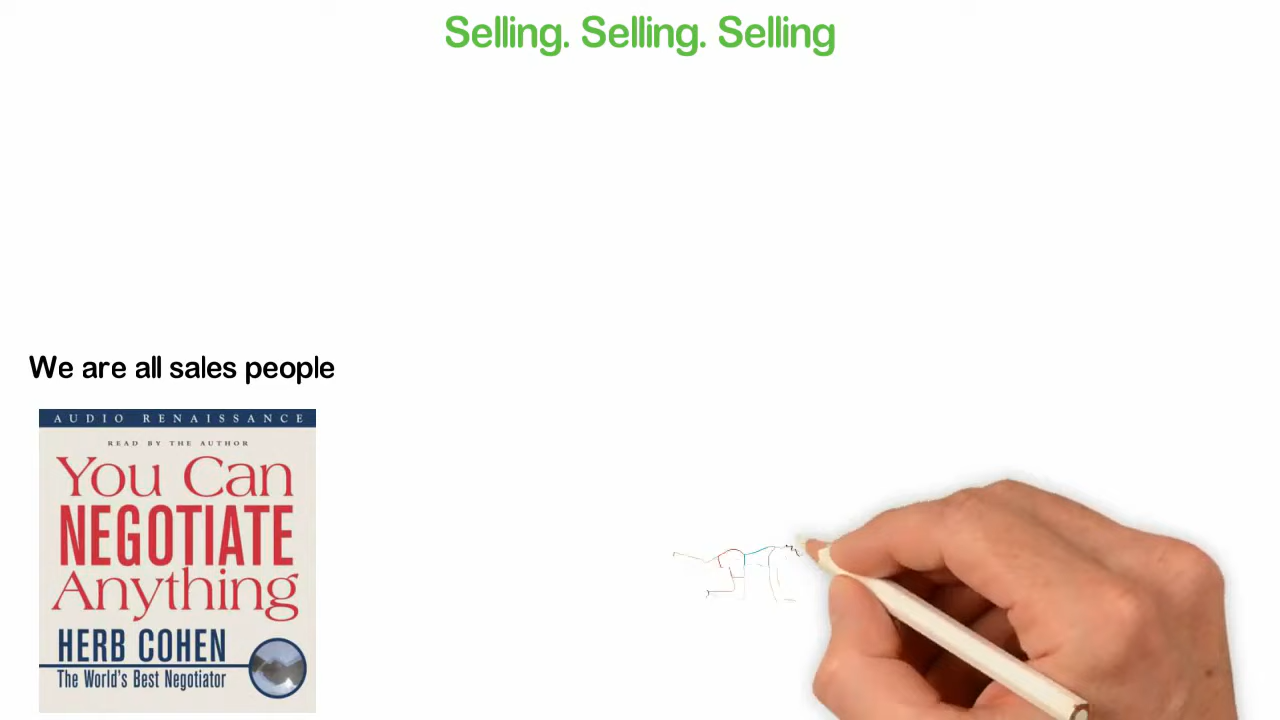 Selling. Selling. Selling
We are all sales people
AUDIO RENAISSANCE
READ BY THE AUTHOR
You Can
NEGOTIATE
Anything
HERB COHEN
The World's Best Negotiator